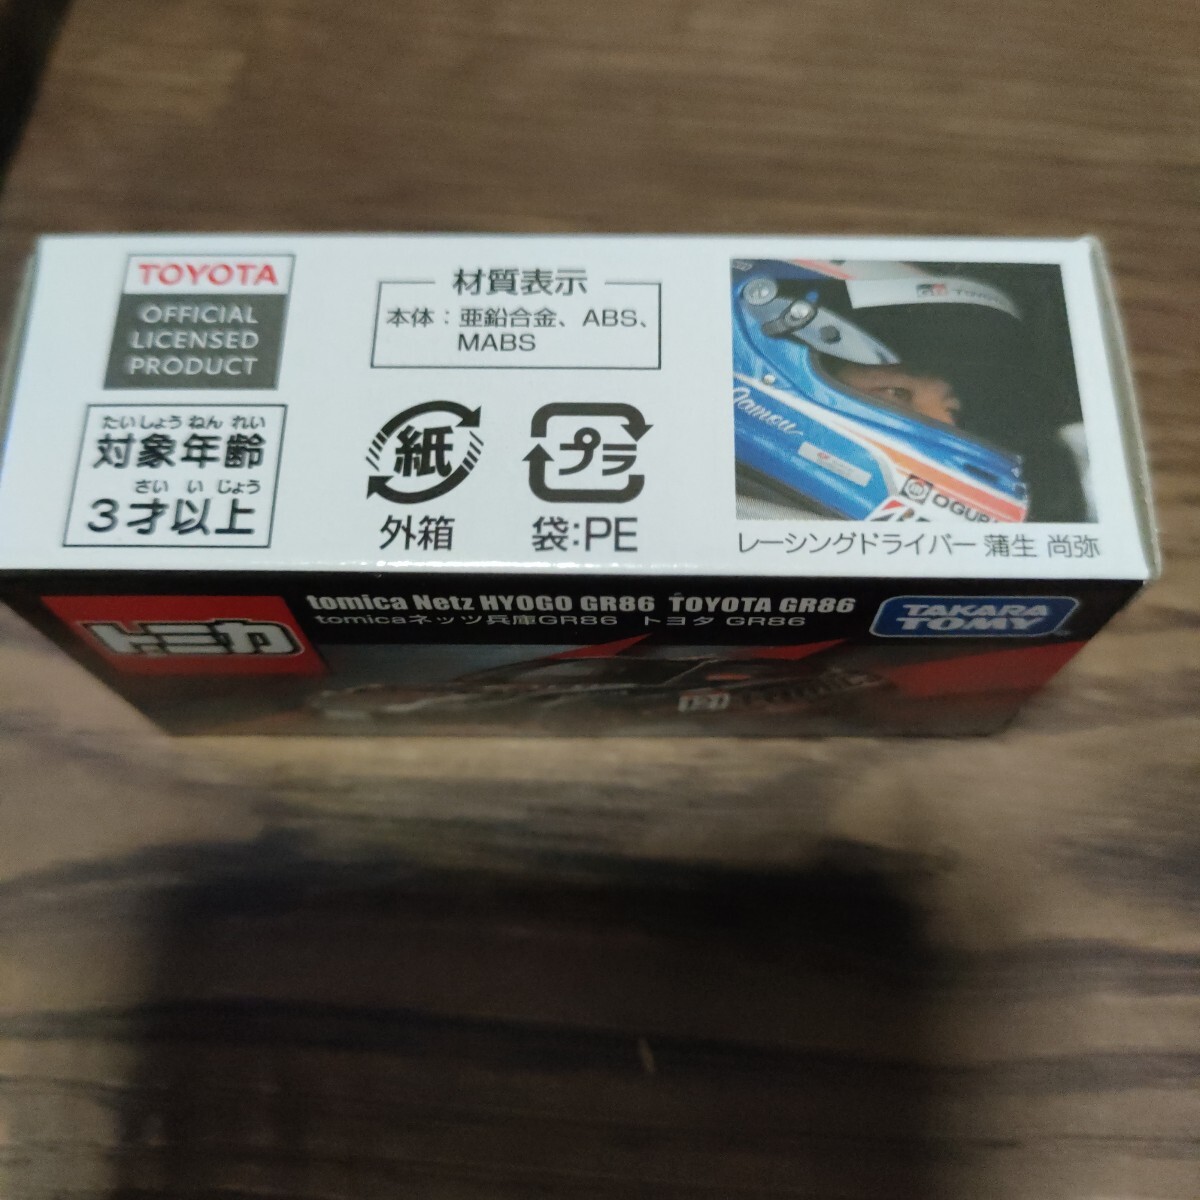 TOYOTA
OFFICIAL
LICENSED
PRODUCT
たいしょうねんれい
対象年齢
さいいじょう
3才以上
材質表示
本体：亜鉛合金、ABS、
MABS
紙
外箱
プラ
袋:PE
Gamou
OGURA
レーシングドライバー 蒲生 尚弥
トミカ
tomica Netz HYOGO GR86 TOYOTA GR86
tomicaネッツ兵庫GR86 トヨタ GR86
TAKARA
TOMY